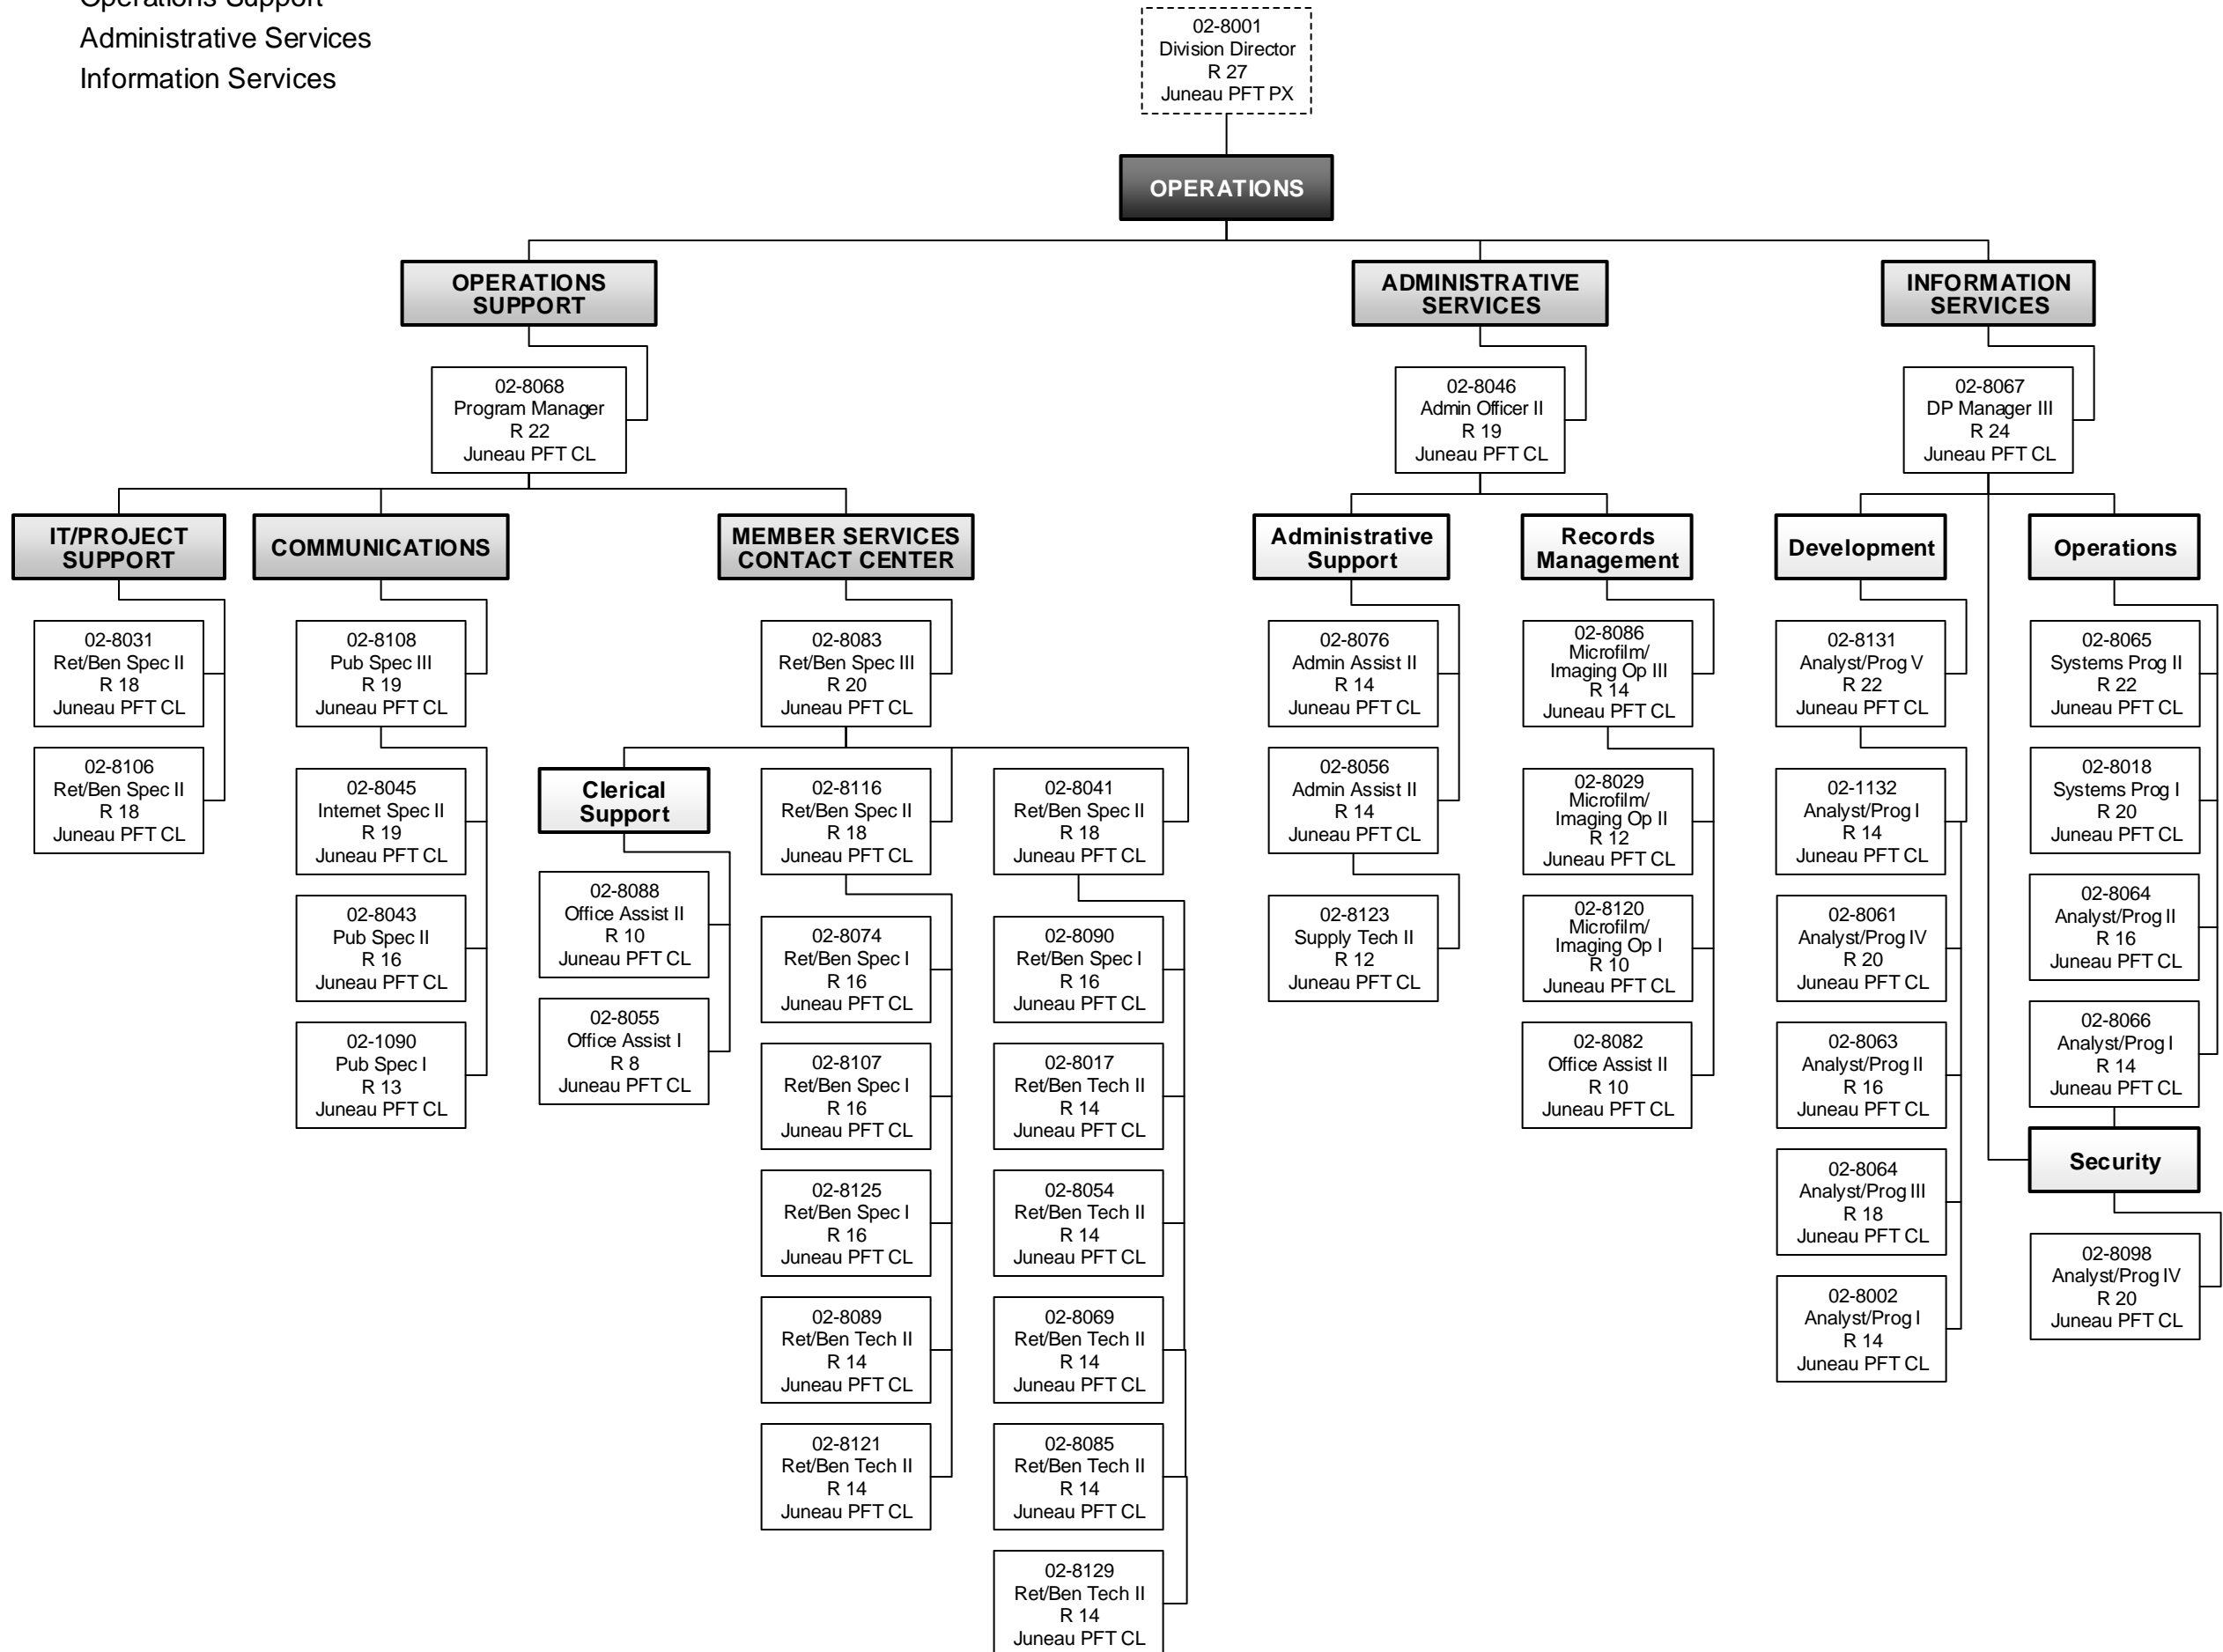 Operations Support
Administrative Services
Information Services
02-8001
Division Director
R 27
Juneau PFT PX
OPERATIONS
OPERATIONS
SUPPORT
ADMINISTRATIVE
SERVICES
INFORMATION
SERVICES
02-8068
Program Manager
R 22
Juneau PFT CL
02-8046
Admin Officer II
R 19
Juneau PFT CL
02-8067
DP Manager III
R 24
Juneau PFT CL
IT/PROJECT
SUPPORT
COMMUNICATIONS
MEMBER SERVICES
CONTACT CENTER
Administrative
Support
Records
Management
Development
Operations
02-8031
Ret/Ben Spec II
R 18
Juneau PFT CL
02-8106
Ret/Ben Spec II
R 18
Juneau PFT CL
02-8108
Pub Spec III
R 19
Juneau PFT CL
02-8045
Internet Spec II
R 19
Juneau PFT CL
02-8043
Pub Spec II
R 16
Juneau PFT CL
02-1090
Pub Spec I
R 13
Juneau PFT CL
02-8083
Ret/Ben Spec III
R 20
Juneau PFT CL
Clerical
Support
02-8088
Office Assist II
R 10
Juneau PFT CL
02-8055
Office Assist I
R 8
Juneau PFT CL
02-8116
Ret/Ben Spec II
R 18
Juneau PFT CL
02-8074
Ret/Ben Spec I
R 16
Juneau PFT CL
02-8107
Ret/Ben Spec I
R 16
Juneau PFT CL
02-8125
Ret/Ben Spec I
R 16
Juneau PFT CL
02-8089
Ret/Ben Tech II
R 14
Juneau PFT CL
02-8121
Ret/Ben Tech II
R 14
Juneau PFT CL
02-8041
Ret/Ben Spec II
R 18
Juneau PFT CL
02-8090
Ret/Ben Spec I
R 16
Juneau PFT CL
02-8017
Ret/Ben Tech II
R 14
Juneau PFT CL
02-8054
Ret/Ben Tech II
R 14
Juneau PFT CL
02-8069
Ret/Ben Tech II
R 14
Juneau PFT CL
02-8085
Ret/Ben Tech II
R 14
Juneau PFT CL
02-8129
Ret/Ben Tech II
R 14
Juneau PFT CL
02-8076
Admin Assist II
R 14
Juneau PFT CL
02-8056
Admin Assist II
R 14
Juneau PFT CL
02-8123
Supply Tech II
R 12
Juneau PFT CL
02-8086
Microfilm/
Imaging Op III
R 14
Juneau PFT CL
02-8029
Microfilm/
Imaging Op II
R 12
Juneau PFT CL
02-8120
Microfilm/
Imaging Op I
R 10
Juneau PFT CL
02-8082
Office Assist II
R 10
Juneau PFT CL
02-8131
Analyst/Prog V
R 22
Juneau PFT CL
02-1132
Analyst/Prog I
R 14
Juneau PFT CL
02-8061
Analyst/Prog IV
R 20
Juneau PFT CL
02-8063
Analyst/Prog II
R 16
Juneau PFT CL
02-8064
Analyst/Prog III
R 18
Juneau PFT CL
02-8002
Analyst/Prog I
R 14
Juneau PFT CL
02-8065
Systems Prog II
R 22
Juneau PFT CL
02-8018
Systems Prog I
R 20
Juneau PFT CL
02-8064
Analyst/Prog II
R 16
Juneau PFT CL
02-8066
Analyst/Prog I
R 14
Juneau PFT CL
Security
02-8098
Analyst/Prog IV
R 20
Juneau PFT CL